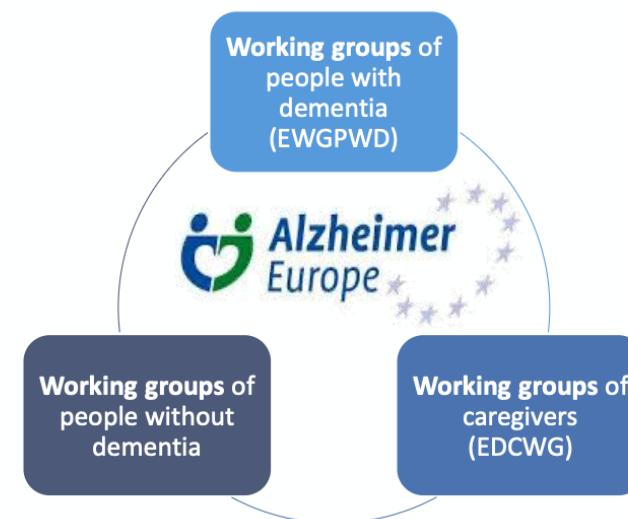 Working groups of
people with
dementia
(EWGPWD)
Alzheimer
Europe
Working groups of
people without
dementia
Working groups of
caregivers
(EDCWG)